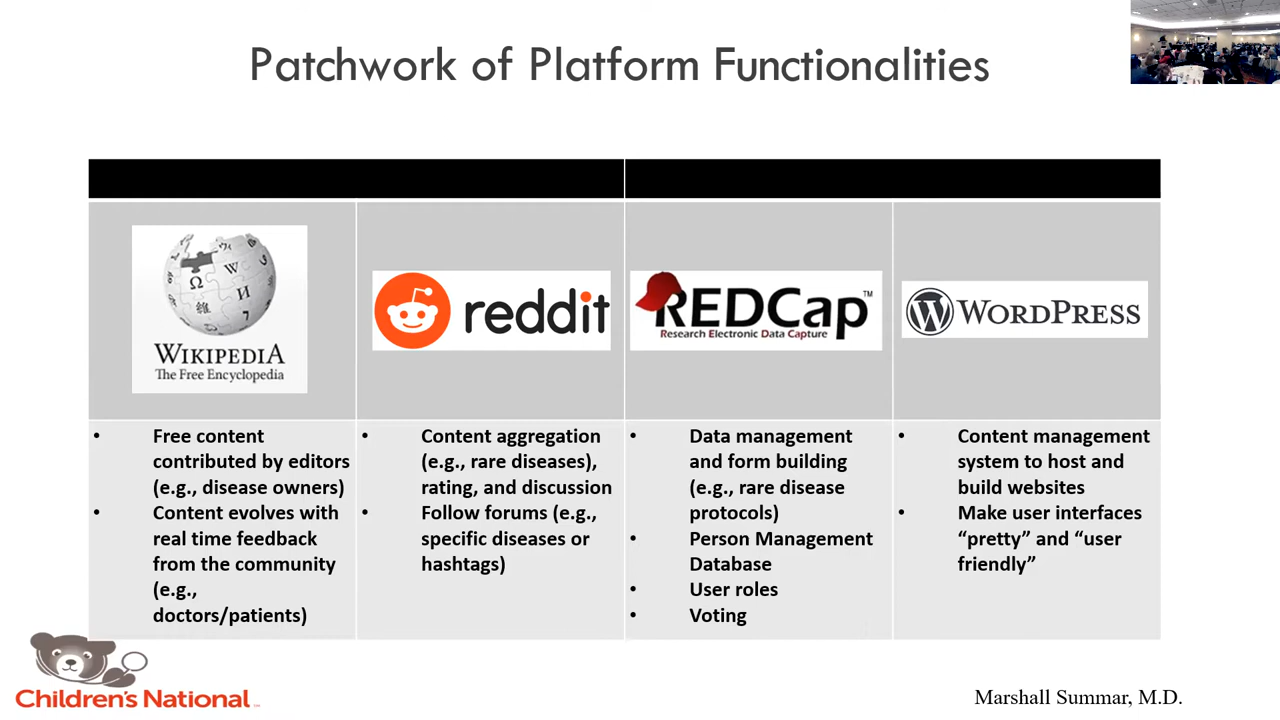 Patchwork of Platform Functionalities
WIKIPEDIA
The Free Encyclopedia
reddit
REDCap™
Research Electronic Data Capture
WORDPRESS
• Free content
contributed by editors
(e.g., disease owners)
• Content evolves with
real time feedback
from the community
(e.g.,
doctors/patients)
• Content aggregation
(e.g., rare diseases),
rating, and discussion
• Follow forums (e.g.,
specific diseases or
hashtags)
• Data management
and form building
(e.g., rare disease
protocols)
• Person Management
Database
• User roles
• Voting
• Content management
system to host and
build websites
• Make user interfaces
“pretty” and “user
friendly”
Children's National
Marshall Summar, M.D.